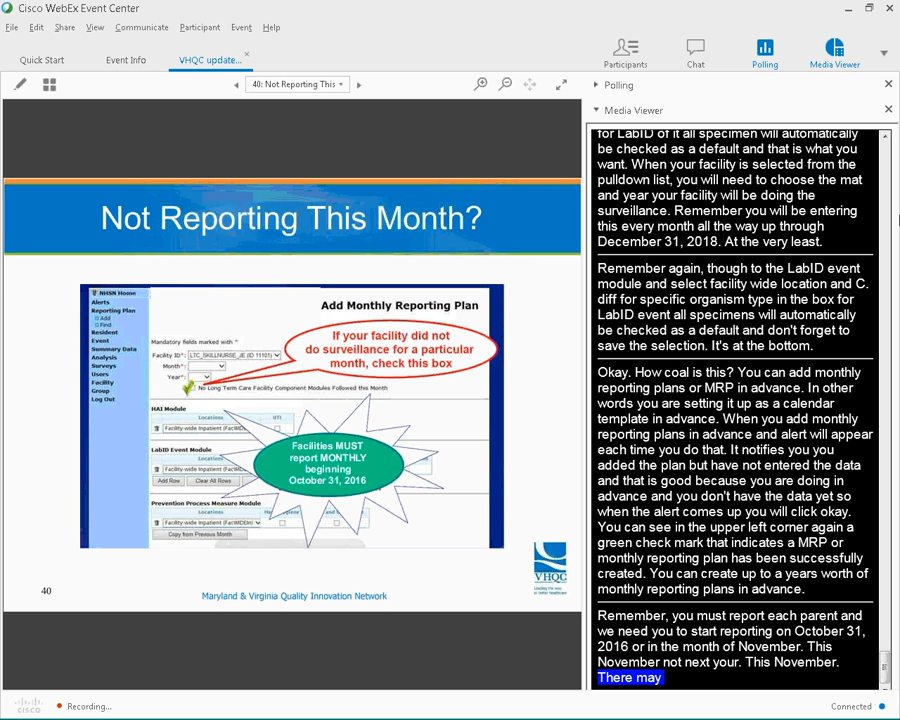 Cisco WebEx Event Center
File Edit Share View Communicate Participant Event Help
Quick Start Event Info VHQC update...
Participants Chat Polling Media Viewer
40: Not Reporting This
Polling
Media Viewer
Not Reporting This Month?
NHSN Home
Alerts
Reporting Plan
Add
Find
Resident
Event
Summary Data
Analysis
Surveys
Users
Facility
Group
Log Out
Add Monthly Reporting Plan
Mandatory fields marked with *
Facility ID*: LTC_SKILLNURSE_JE (ID 11101)
Month*:
Year*:
No Long Term Care Facility Component Modules Followed this Month
If your facility did not
do surveillance for a particular
month, check this box
HAI Module
Locations UTI
Facility-wide Inpatient (FacWIDEIn)
LabID Event Module
Locations
Facility-wide Inpatient (FacWIDEIn)
Add Row Clear All Rows
Facilities MUST
report MONTHLY
beginning
October 31, 2016
Prevention Process Measure Module
Locations
Facility-wide Inpatient (FacWIDEIn)
Copy from Previous Month
VHQC
40
Maryland & Virginia Quality Innovation Network
for LabID of it all specimen will automatically
be checked as a default and that is what you
want. When your facility is selected from the
pulldown list, you will need to choose the mat
and year your facility will be doing the
surveillance. Remember you will be entering
this every month all the way up through
December 31, 2018. At the very least.
Remember again, though to the LabID event
module and select facility wide location and C.
diff for specific organism type in the box for
LabID event all specimens will automatically
be checked as a default and don't forget to
save the selection. It's at the bottom.
Okay. How coal is this? You can add monthly
reporting plans or MRP in advance. In other
words you are setting it up as a calendar
template in advance. When you add monthly
reporting plans in advance and alert will appear
each time you do that. It notifies you you
added the plan but have not entered the data
and that is good because you are doing in
advance and you don't have the data yet so
when the alert comes up you will click okay.
You can see in the upper left corner again a
green check mark that indicates a MRP or
monthly reporting plan has been successfully
created. You can create up to a years worth of
monthly reporting plans in advance.
Remember, you must report each parent and
we need you to start reporting on October 31,
2016 or in the month of November. This
November not next your. This November.
There may
cisco
Recording...
Connected